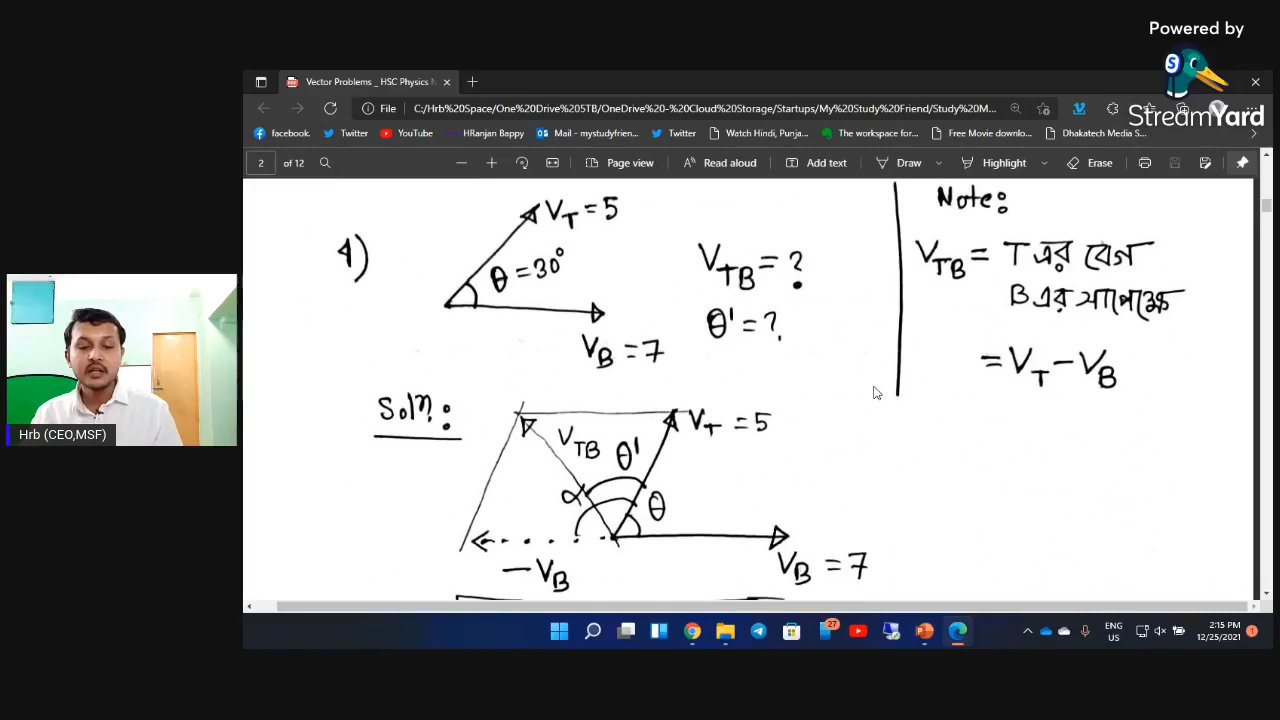 Powered by
StreamYard
Vector Problems _ HSC Physics
File C:/Hrb%20Space/One%20Drive%205TB/OneDrive%20-%20Cloud%20Storage/Startups/My%20Study%20Friend/Study%20M...
facebook. Twitter YouTube HRanjan Bappy Mail - mystudyfrien... Twitter Watch Hindi, Punja... The workspace for... Free Movie downlo... Dhakatech Media S...
2 of 12 Page view Read aloud Add text Draw Highlight Erase
Note:
V_T = 5
1)
θ = 30°
V_TB = ?
V_TB = T এর বেগ
B এর সাপেক্ষে
θ' = ?
V_B = 7
= V_T − V_B
Solⁿ:
V_T = 5
V_TB
θ'
α
θ
−V_B
V_B = 7
Hrb (CEO,MSF)
27
ENG
US
2:15 PM
12/25/2021
1